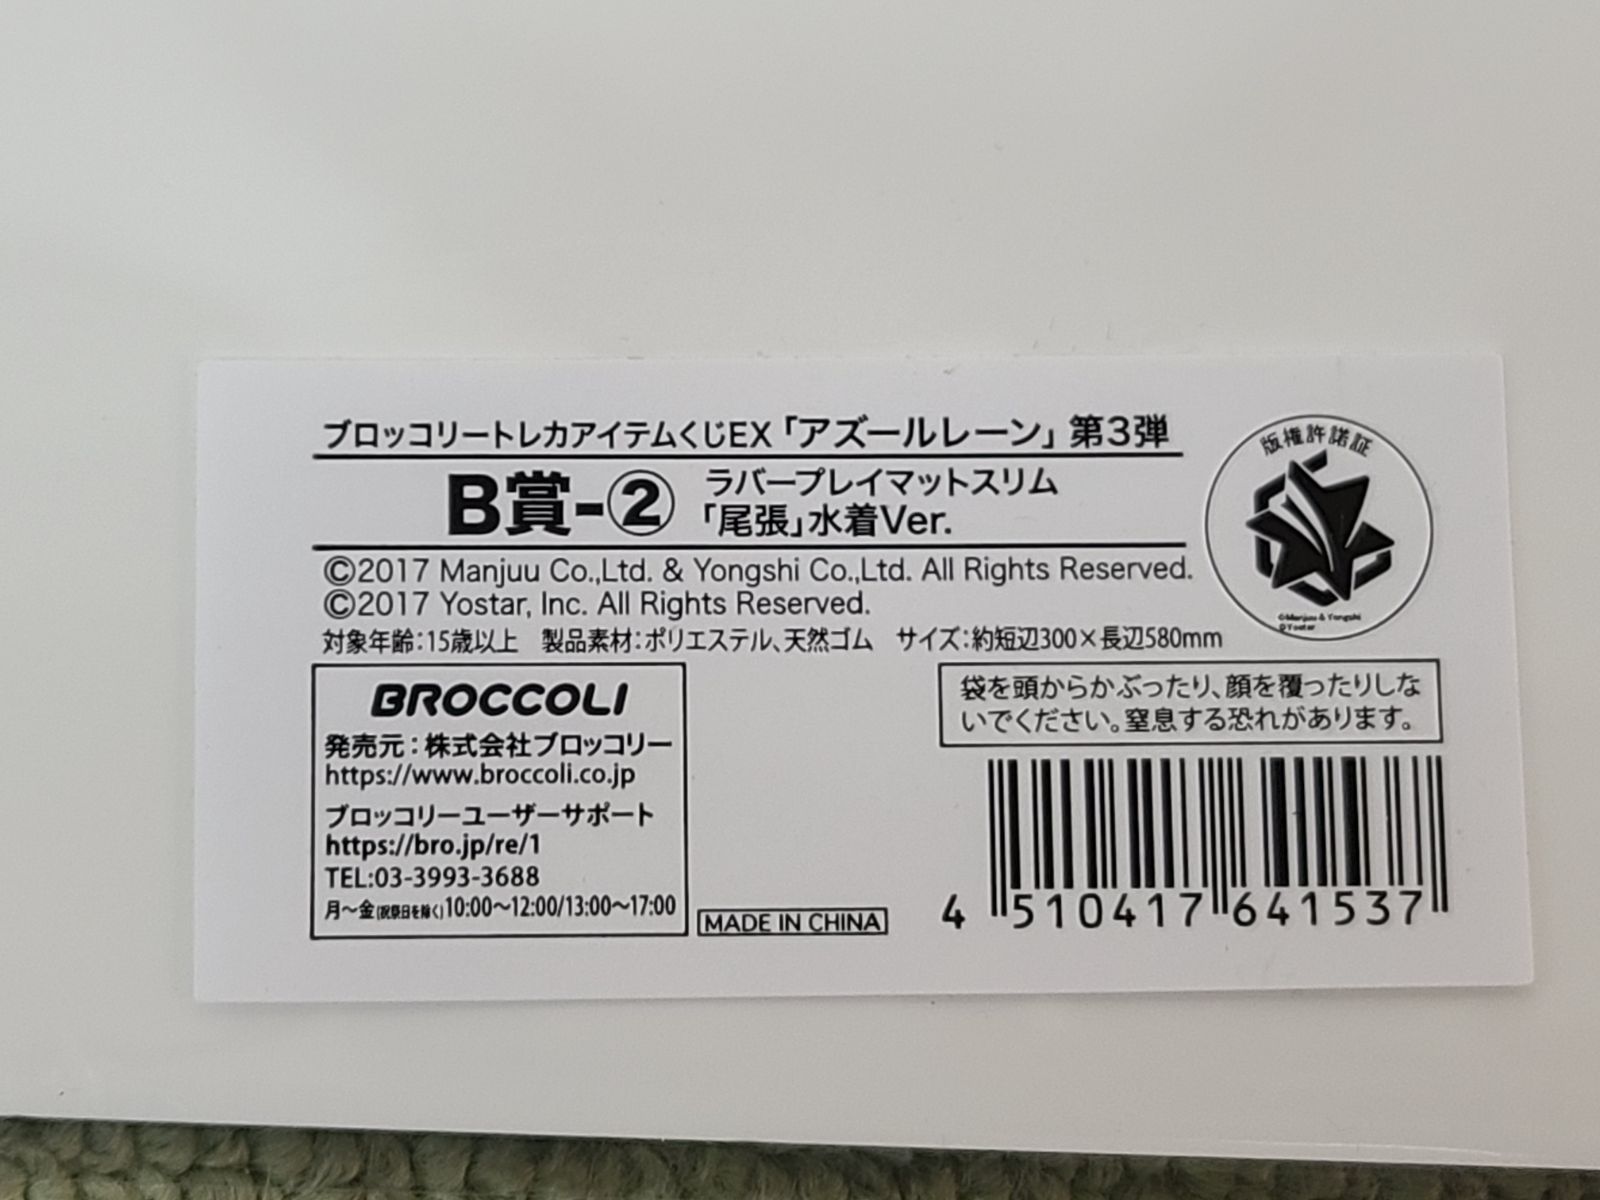 ブロッコリートレカアイテムくじEX「アズールレーン」第3弾
B賞-②
ラバープレイマットスリム
「尾張」水着Ver.
版権許諾証
©Manjuu & Yongshi
©Yostar
©2017 Manjuu Co.,Ltd. & Yongshi Co.,Ltd. All Rights Reserved.
©2017 Yostar, Inc. All Rights Reserved.
対象年齢:15歳以上 製品素材:ポリエステル、天然ゴム サイズ:約短辺300×長辺580mm
BROCCOLI
発売元:株式会社ブロッコリー
https://www.broccoli.co.jp
ブロッコリーユーザーサポート
https://bro.jp/re/1
TEL:03-3993-3688
月～金(祝祭日を除く)10:00～12:00/13:00～17:00
MADE IN CHINA
袋を頭からかぶったり、顔を覆ったりしな
いでください。窒息する恐れがあります。
4 510417 641537